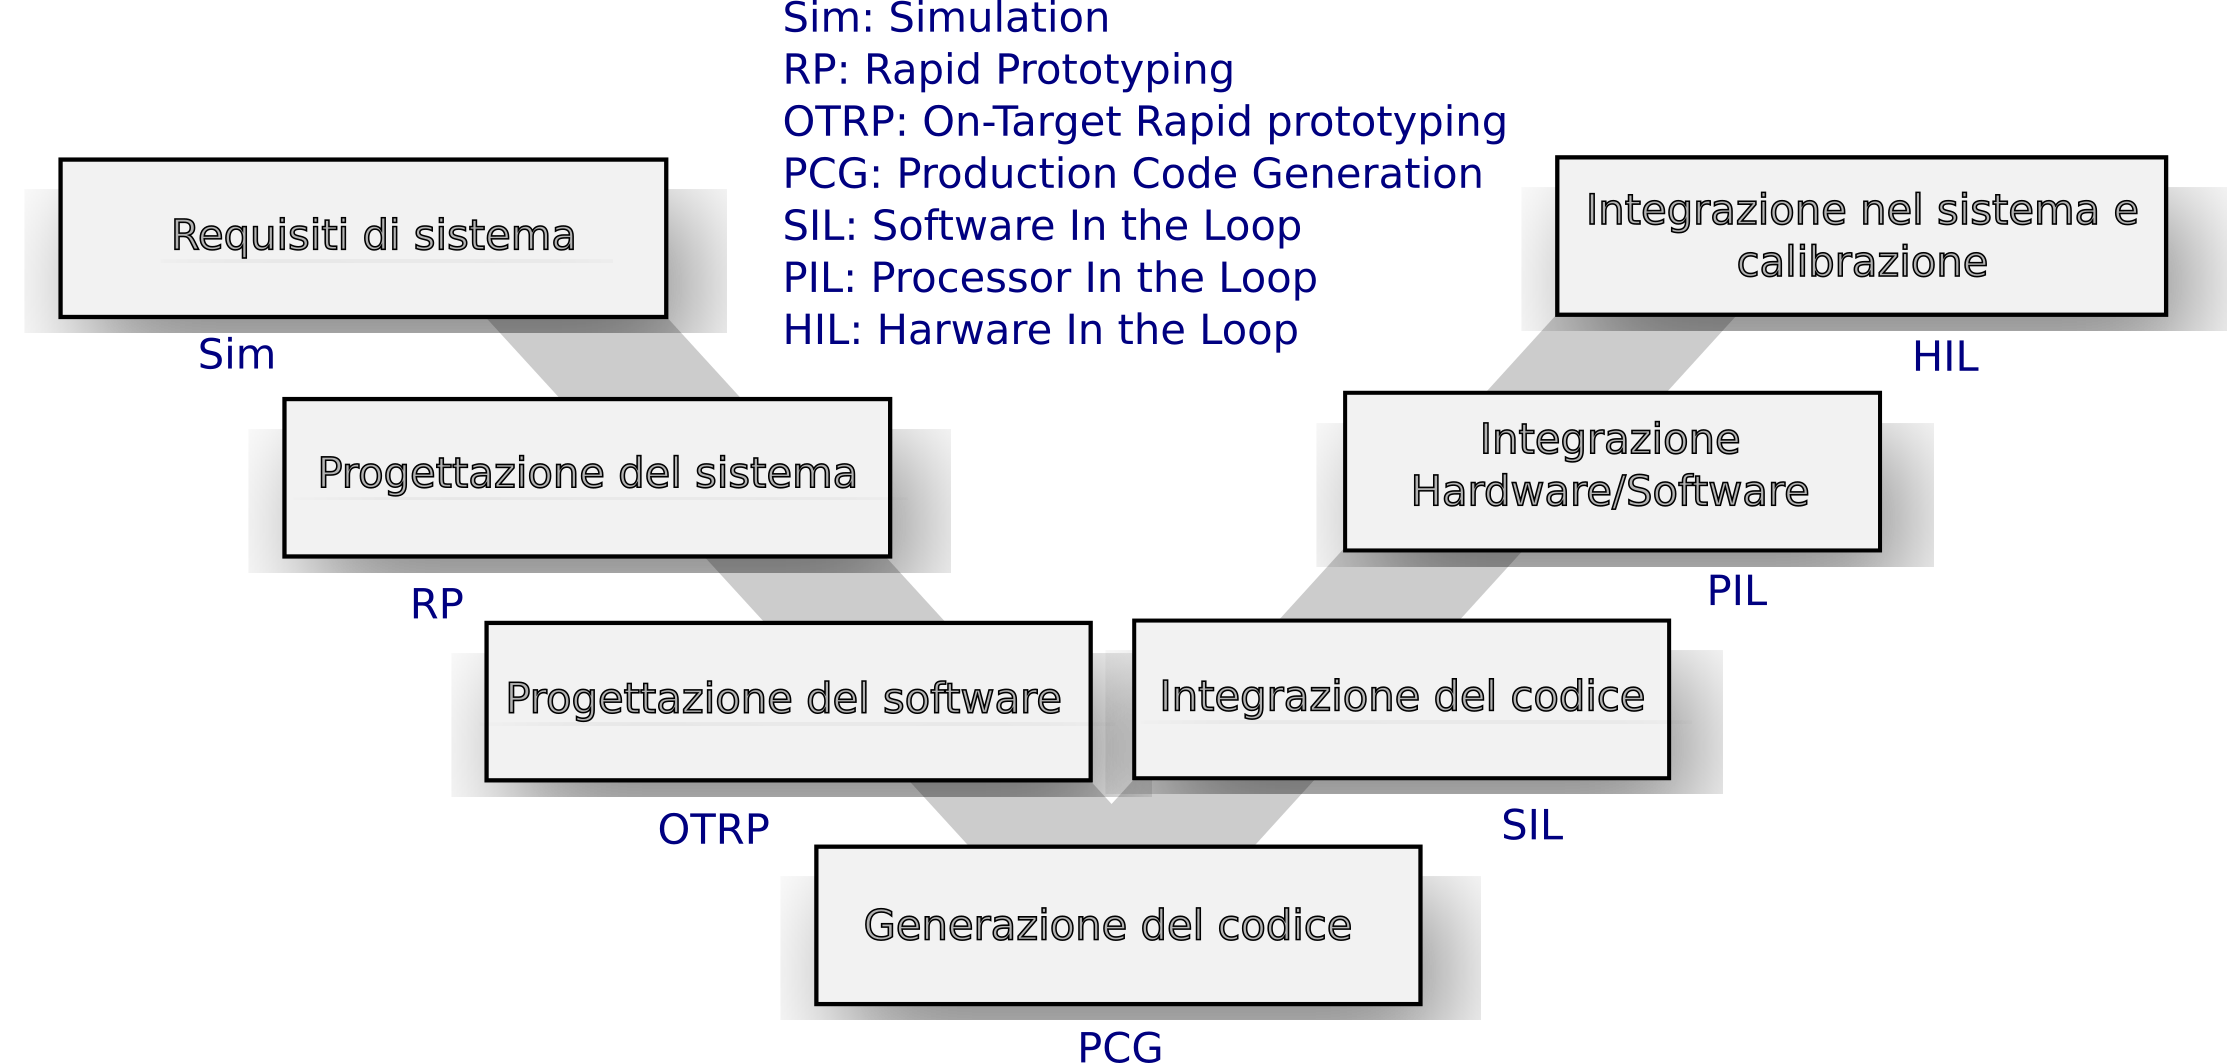 Sim: Simulation
RP: Rapid Prototyping
OTRP: On-Target Rapid prototyping
PCG: Production Code Generation
SIL: Software In the Loop
PIL: Processor In the Loop
HIL: Harware In the Loop
Requisiti di sistema
Sim
Progettazione del sistema
RP
Progettazione del software
OTRP
Generazione del codice
PCG
Integrazione del codice
SIL
Integrazione
Hardware/Software
PIL
Integrazione nel sistema e
calibrazione
HIL